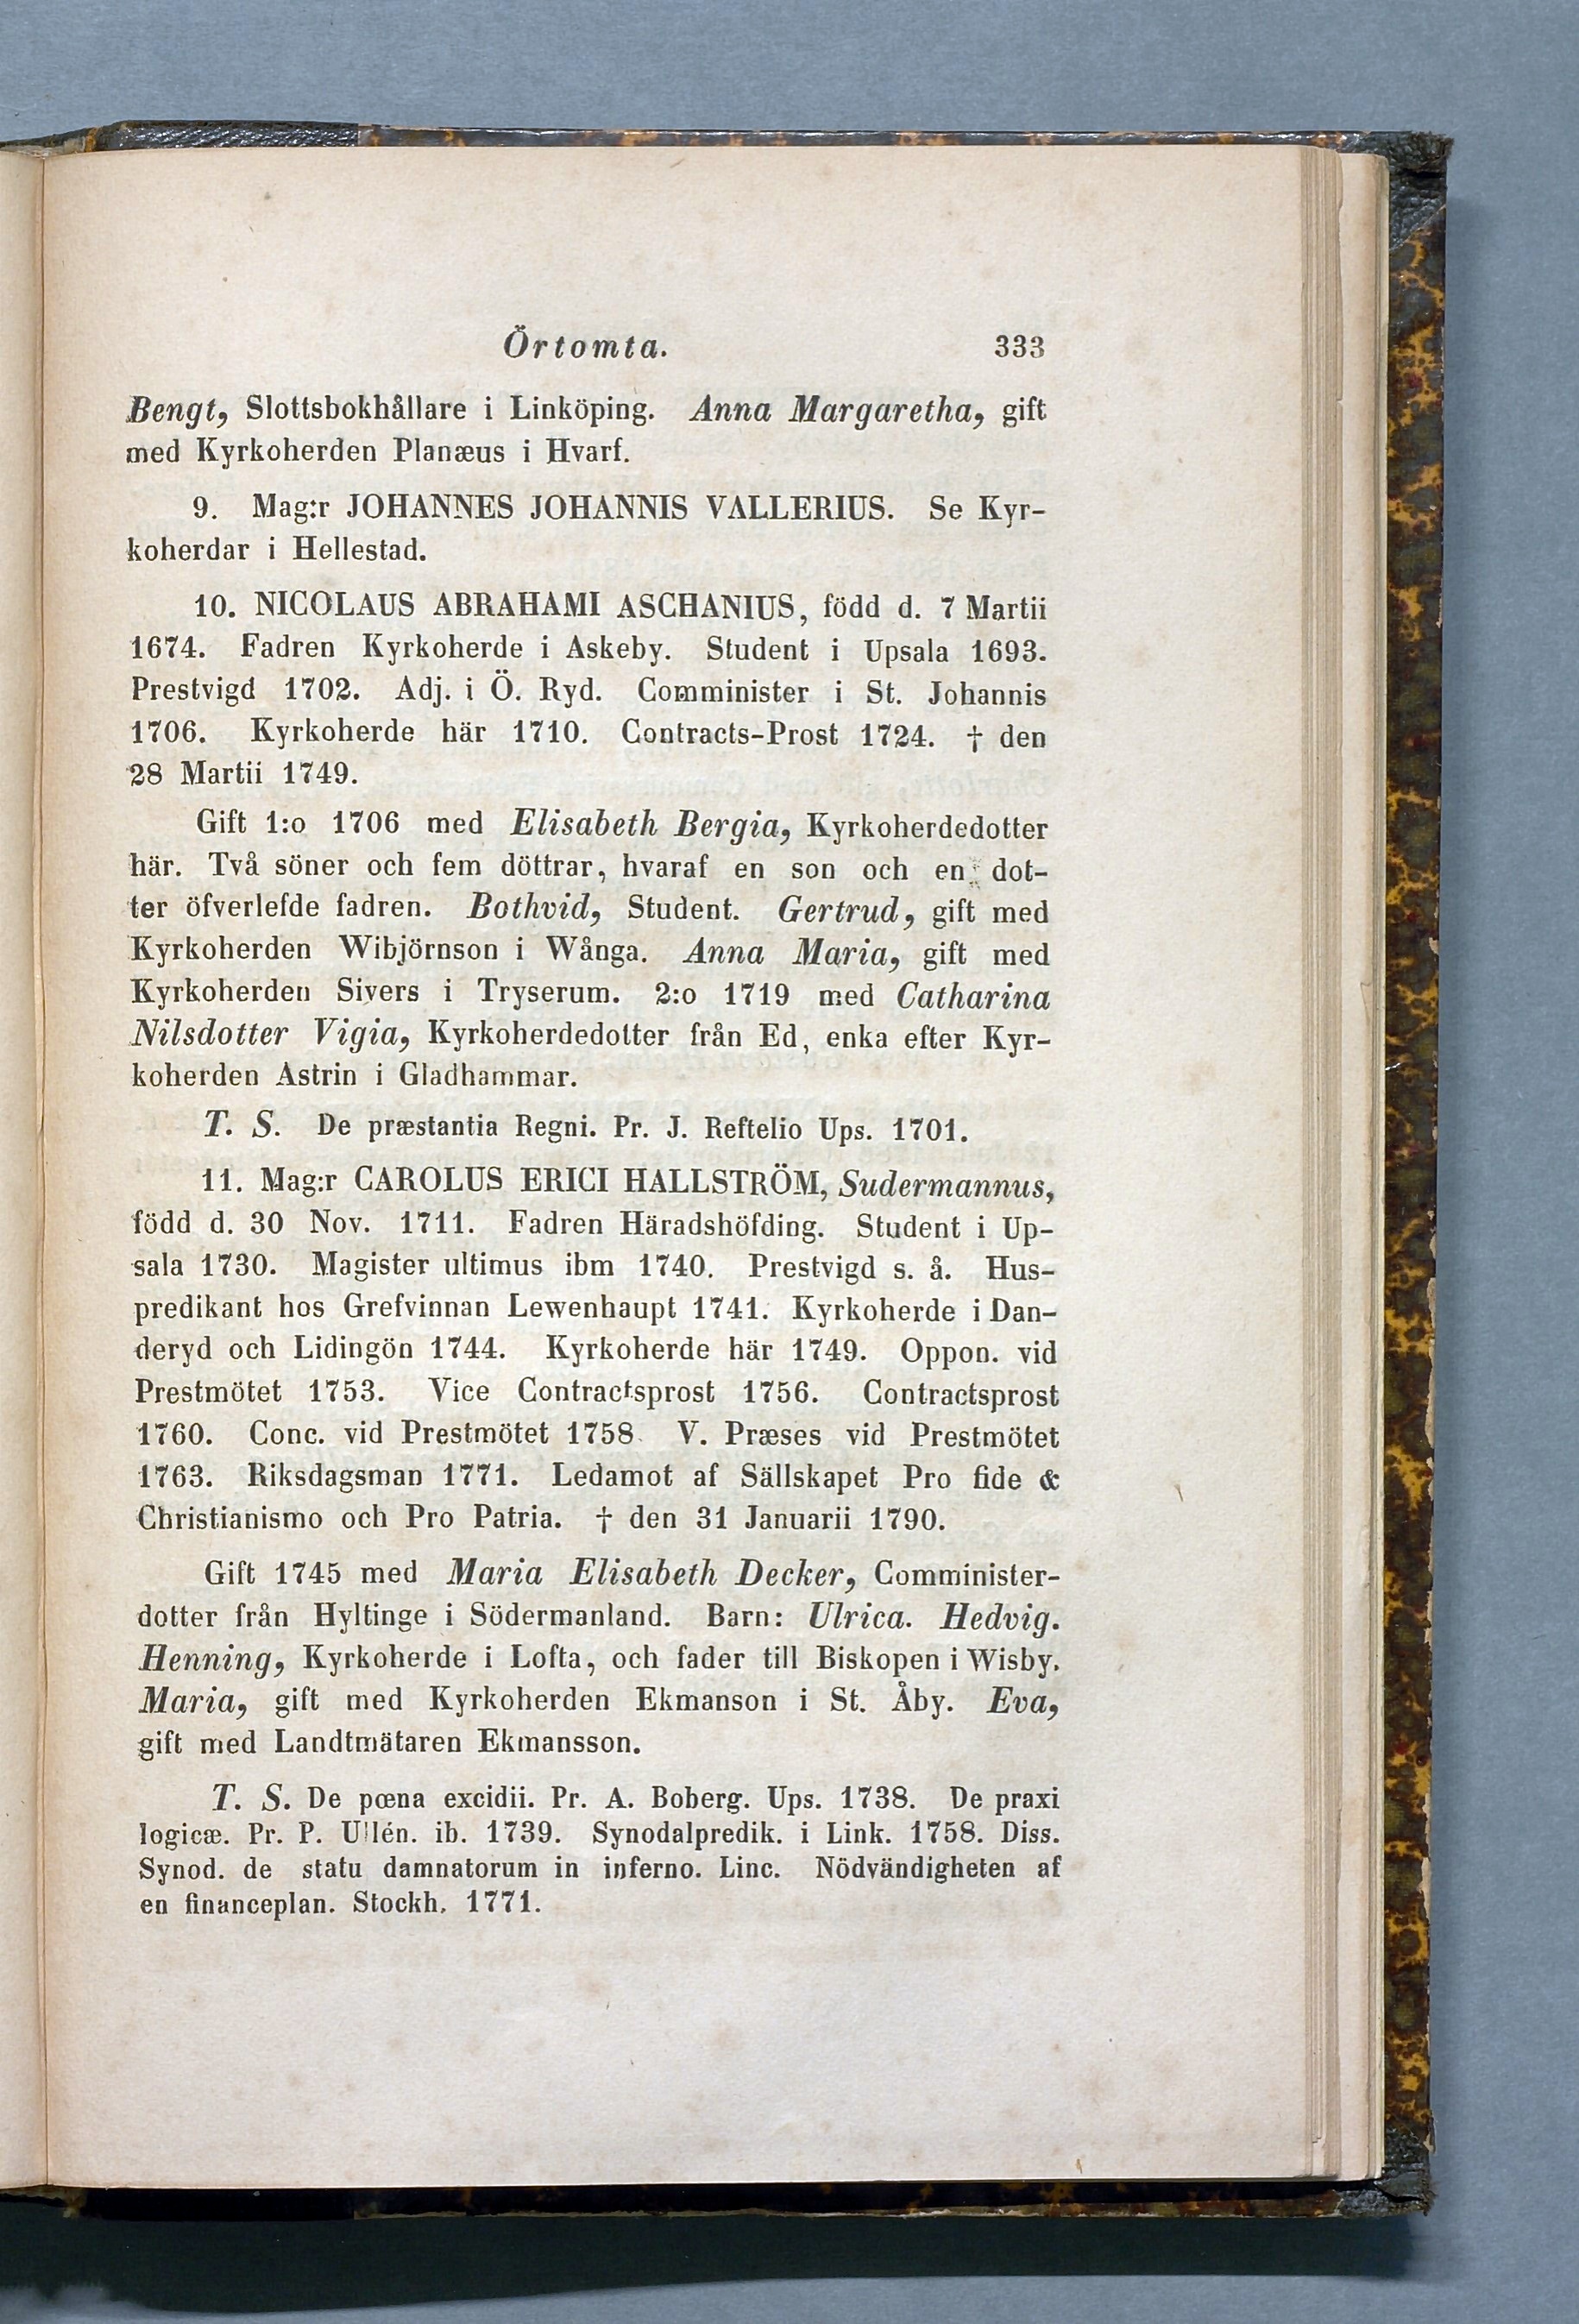 Örtomta. 333
Bengt, Slottsbokhållare i Linköping. Anna Margaretha, gift
med Kyrkoherden Planæus i Hvarf.
9. Mag:r JOHANNES JOHANNIS VALLERIUS. Se Kyr-
koherdar i Hellestad.
10. NICOLAUS ABRAHAMI ASCHANIUS, född d. 7 Martii
1674. Fadren Kyrkoherde i Askeby. Student i Upsala 1693.
Prestvigd 1702. Adj. i Ö. Ryd. Comminister i St. Johannis
1706. Kyrkoherde här 1710. Contracts-Prost 1724. † den
28 Martii 1749.
Gift 1:o 1706 med Elisabeth Bergia, Kyrkoherdedotter
här. Två söner och fem döttrar, hvaraf en son och en dot-
ter öfverlefde fadren. Bothvid, Student. Gertrud, gift med
Kyrkoherden Wibjörnson i Wånga. Anna Maria, gift med
Kyrkoherden Sivers i Tryserum. 2:o 1719 med Catharina
Nilsdotter Vigia, Kyrkoherdedotter från Ed, enka efter Kyr-
koherden Astrin i Gladhammar.
T. S. De præstantia Regni. Pr. J. Reftelio Ups. 1701.
11. Mag:r CAROLUS ERICI HALLSTRÖM, Sudermannus,
född d. 30 Nov. 1711. Fadren Häradshöfding. Student i Up-
sala 1730. Magister ultimus ibm 1740. Prestvigd s. å. Hus-
predikant hos Grefvinnan Lewenhaupt 1741. Kyrkoherde i Dan-
deryd och Lidingön 1744. Kyrkoherde här 1749. Oppon. vid
Prestmötet 1753. Vice Contractsprost 1756. Contractsprost
1760. Conc. vid Prestmötet 1758. V. Præses vid Prestmötet
1763. Riksdagsman 1771. Ledamot af Sällskapet Pro fide &
Christianismo och Pro Patria. † den 31 Januarii 1790.
Gift 1745 med Maria Elisabeth Decker, Comminister-
dotter från Hyltinge i Södermanland. Barn: Ulrica. Hedvig.
Henning, Kyrkoherde i Lofta, och fader till Biskopen i Wisby.
Maria, gift med Kyrkoherden Ekmanson i St. Åby. Eva,
gift med Landtmätaren Ekmansson.
T. S. De pœna excidii. Pr. A. Boberg. Ups. 1738. De praxi
logicæ. Pr. P. Ullén. ib. 1739. Synodalpredik. i Link. 1758. Diss.
Synod. de statu damnatorum in inferno. Linc. Nödvändigheten af
en financeplan. Stockh. 1771.